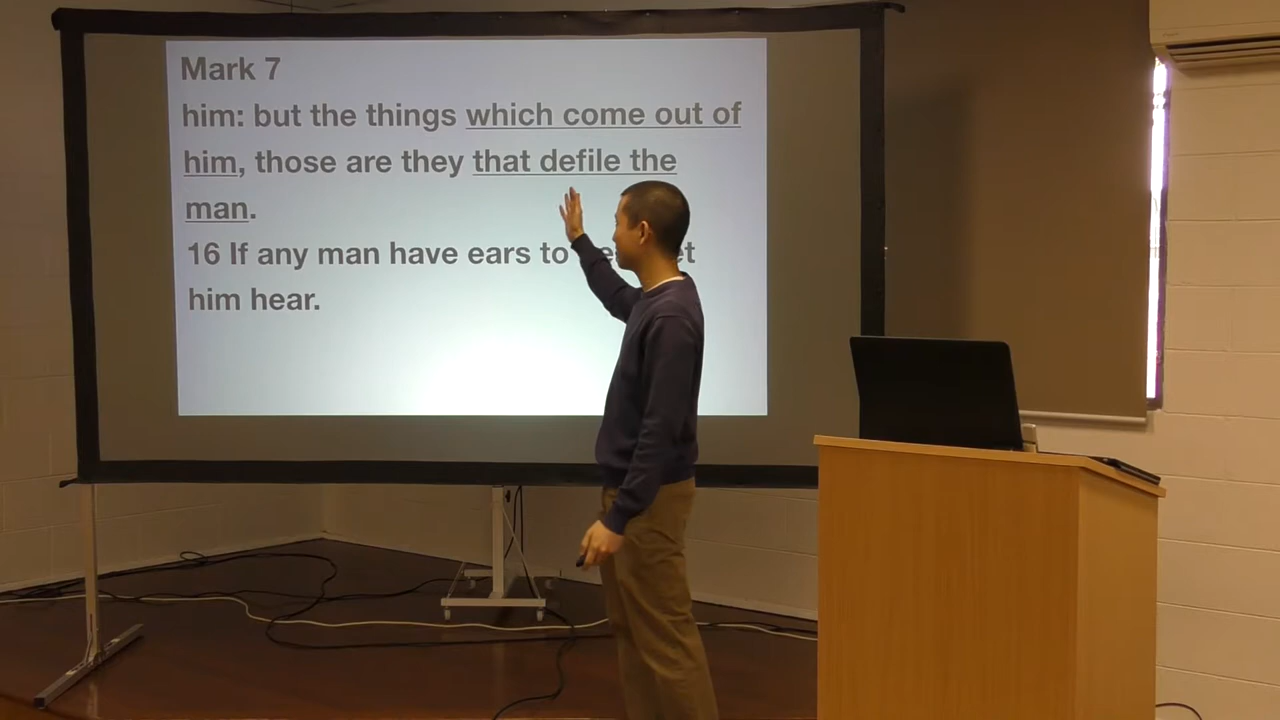 Mark 7
him: but the things which come out of
him, those are they that defile the
man.
16 If any man have ears to
him hear.